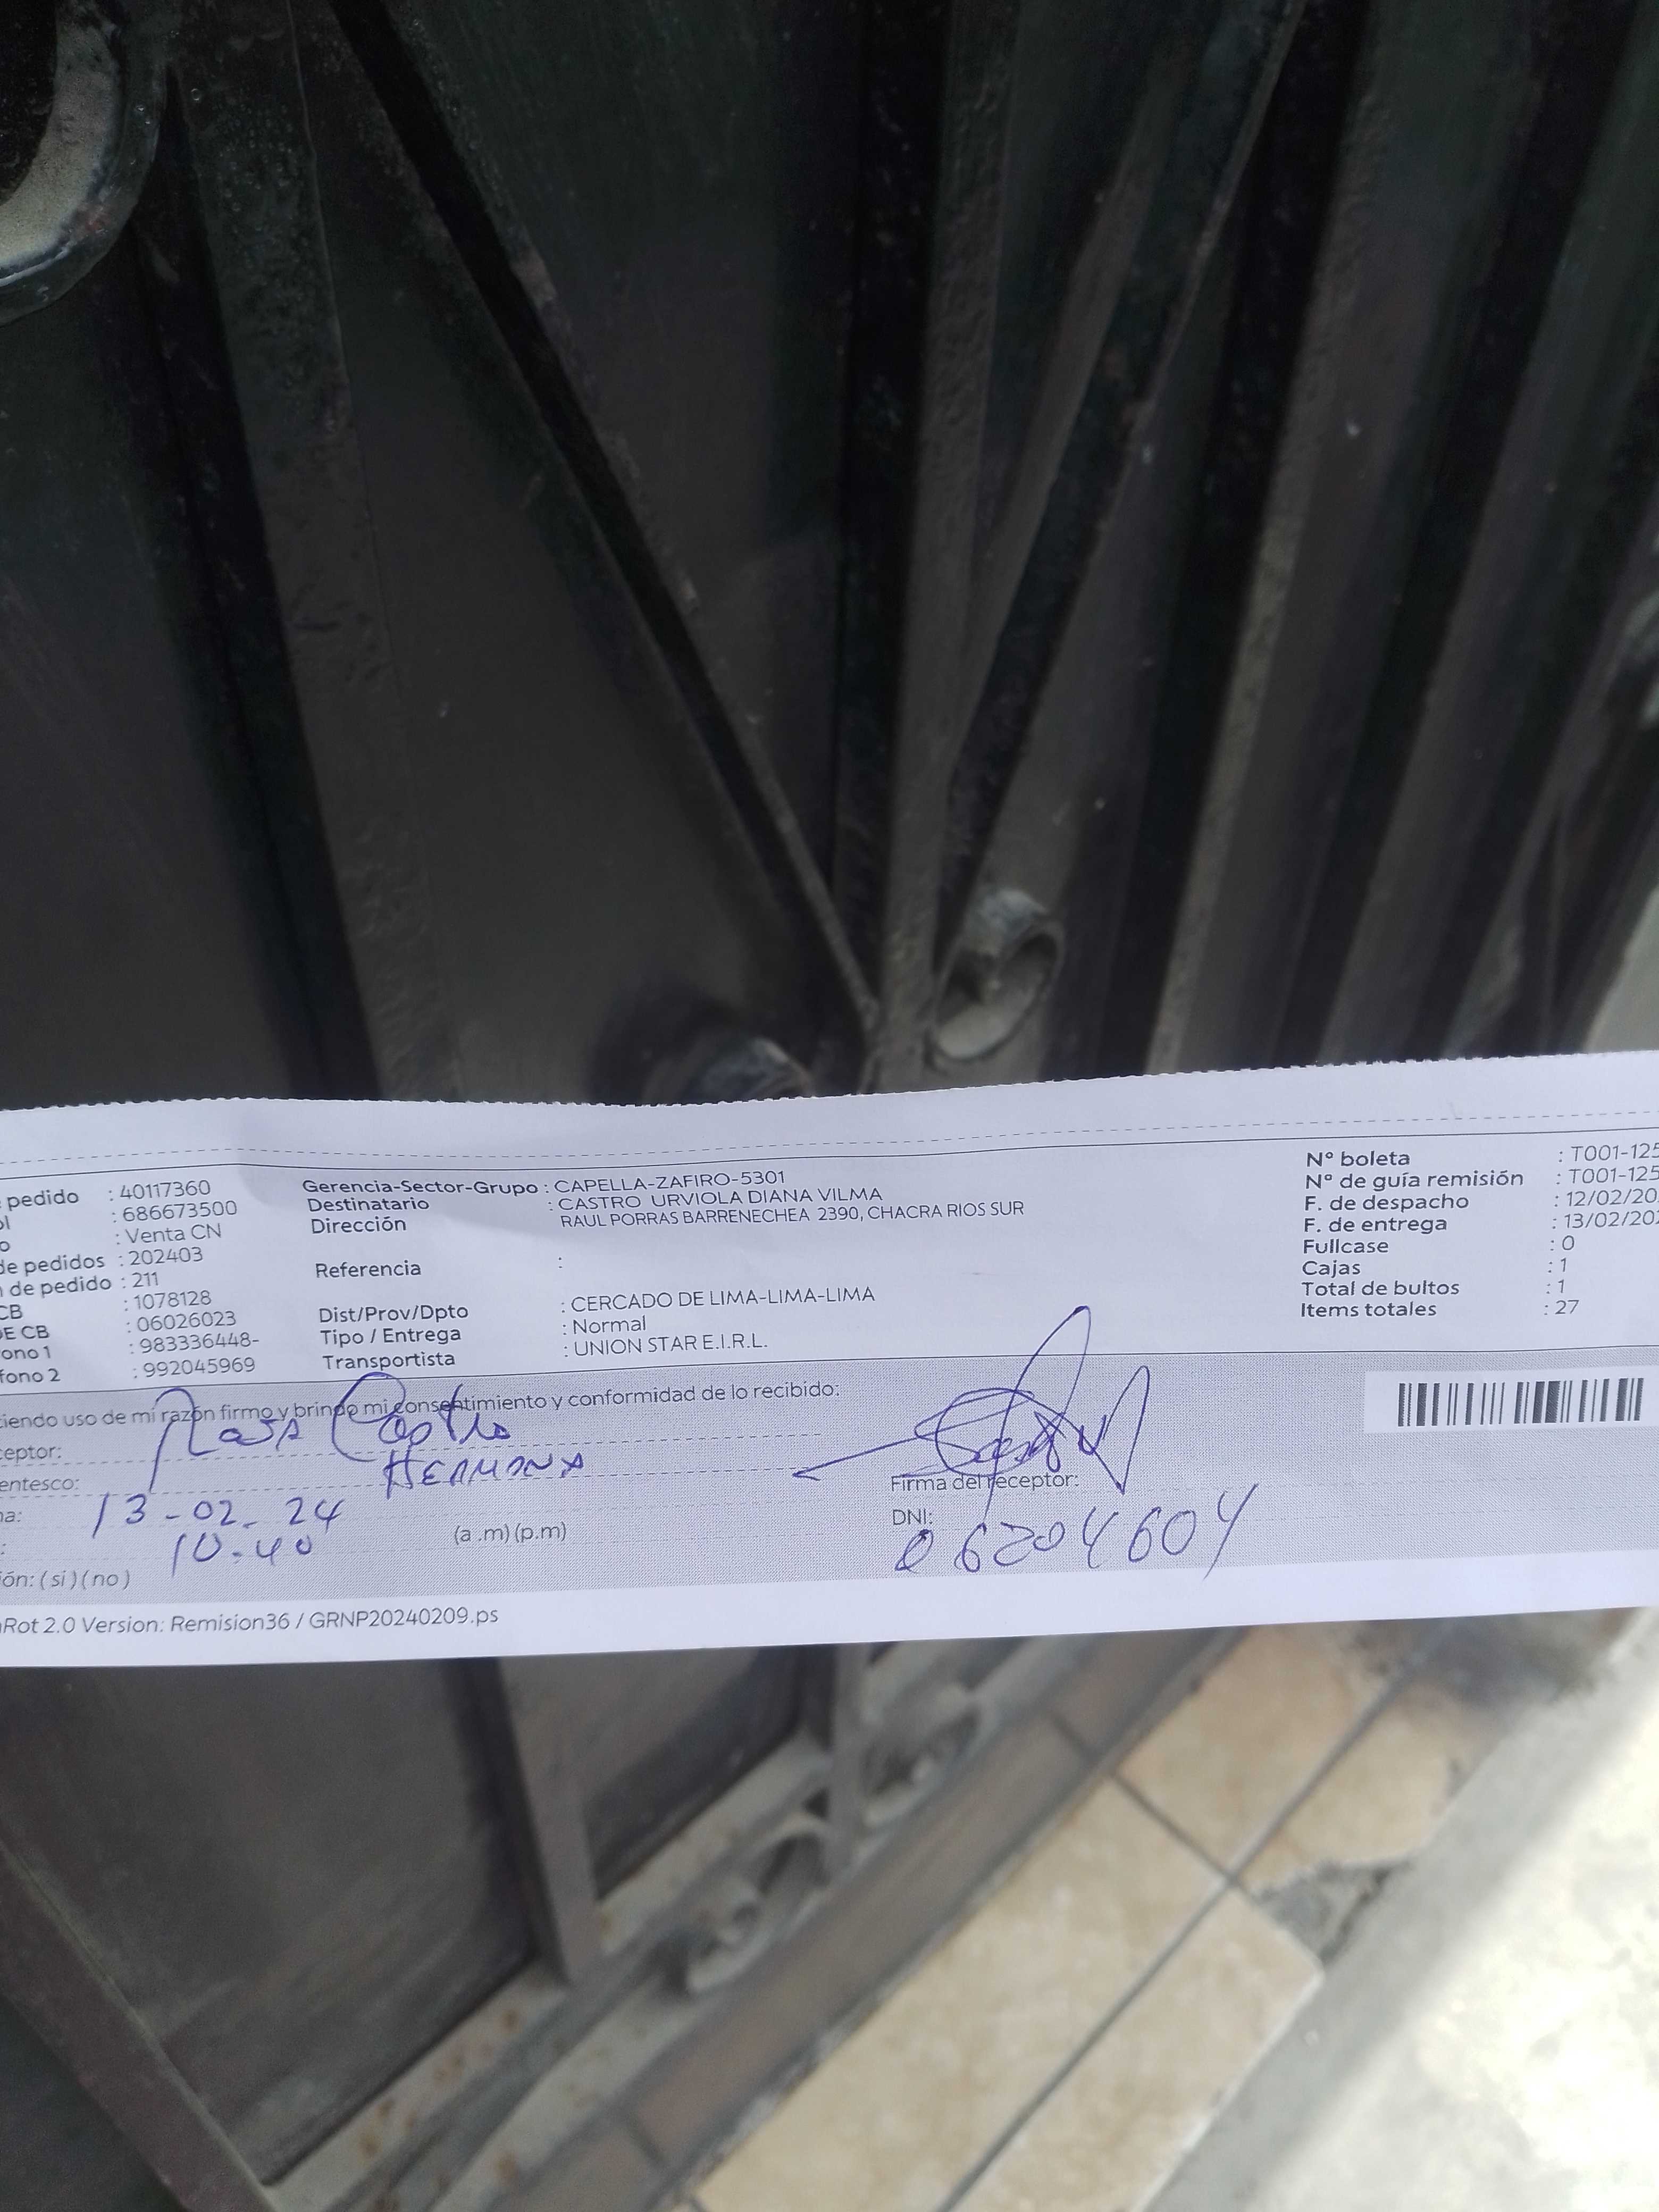 pedido : 40117360
: 686673500
: Venta CN
de pedidos : 202403
de pedido : 211
CB : 1078128
E CB : 06026023
ono 1 : 983336448-
fono 2 : 992045969
Gerencia-Sector-Grupo : CAPELLA-ZAFIRO-5301
Destinatario : CASTRO URVIOLA DIANA VILMA
Dirección RAUL PORRAS BARRENECHEA 2390, CHACRA RIOS SUR
Referencia :
Dist/Prov/Dpto : CERCADO DE LIMA-LIMA-LIMA
Tipo / Entrega : Normal
Transportista : UNION STAR E.I.R.L.
Nº boleta : T001-125
Nº de guía remisión : T001-125
F. de despacho : 12/02/20
F. de entrega : 13/02/202
Fullcase : 0
Cajas : 1
Total de bultos : 1
Items totales : 27
iendo uso de mi razón firmo y brindo mi consentimiento y conformidad de lo recibido:
ceptor: Castro
entesco: HERMANA
a: 13-02-24
: 10.40 (a .m) (p.m)
ión: ( si ) ( no )
Firma del receptor:
DNI: 06204604
Rot 2.0 Version: Remision36 / GRNP20240209.ps